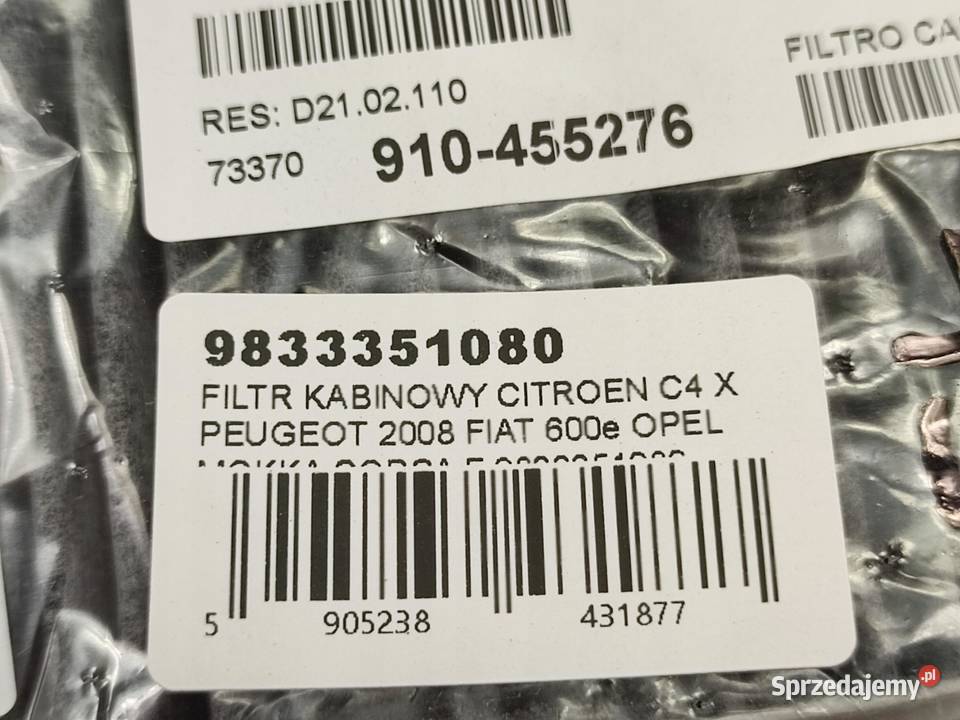 FILTRO
RES: D21.02.110
73370 910-455276
9833351080
FILTR KABINOWY CITROEN C4 X
PEUGEOT 2008 FIAT 600e OPEL
5 905238 431877
Sprzedajemy.pl